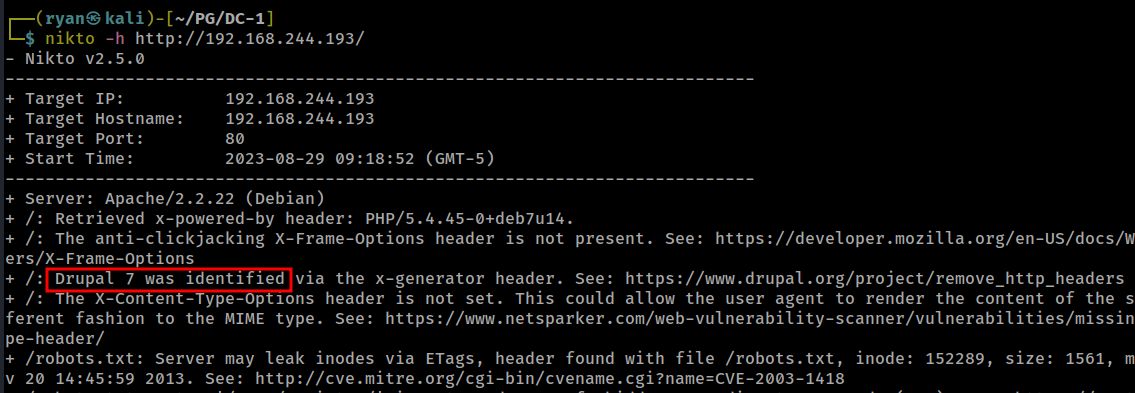 ┌──(ryan㉿kali)-[~/PG/DC-1]
└─$ nikto -h http://192.168.244.193/
- Nikto v2.5.0
---------------------------------------------------------------------------
+ Target IP:          192.168.244.193
+ Target Hostname:    192.168.244.193
+ Target Port:        80
+ Start Time:         2023-08-29 09:18:52 (GMT-5)
---------------------------------------------------------------------------
+ Server: Apache/2.2.22 (Debian)
+ /: Retrieved x-powered-by header: PHP/5.4.45-0+deb7u14.
+ /: The anti-clickjacking X-Frame-Options header is not present. See: https://developer.mozilla.org/en-US/docs/W
ers/X-Frame-Options
+ /: Drupal 7 was identified via the x-generator header. See: https://www.drupal.org/project/remove_http_headers
+ /: The X-Content-Type-Options header is not set. This could allow the user agent to render the content of the s
ferent fashion to the MIME type. See: https://www.netsparker.com/web-vulnerability-scanner/vulnerabilities/missin
pe-header/
+ /robots.txt: Server may leak inodes via ETags, header found with file /robots.txt, inode: 152289, size: 1561, m
v 20 14:45:59 2013. See: http://cve.mitre.org/cgi-bin/cvename.cgi?name=CVE-2003-1418